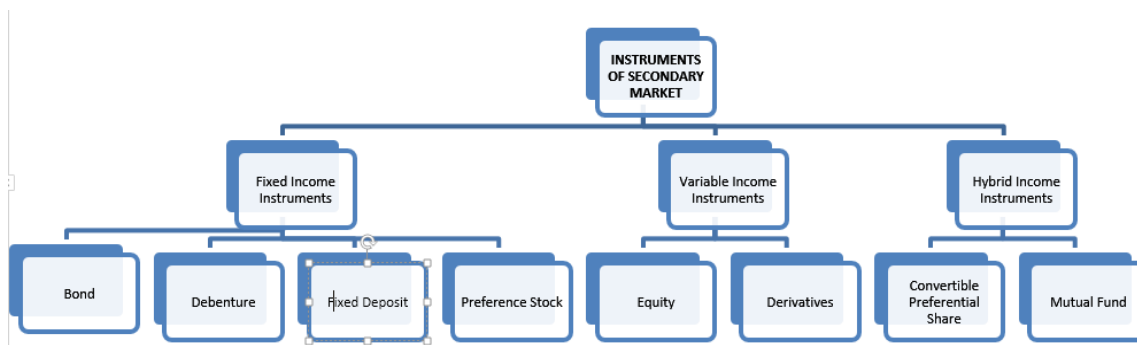 INSTRUMENTS
OF SECONDARY
MARKET
Fixed Income
Instruments
Variable Income
Instruments
Hybrid Income
Instruments
Bond
Debenture
Fixed Deposit
Preference Stock
Equity
Derivatives
Convertible
Preferential
Share
Mutual Fund